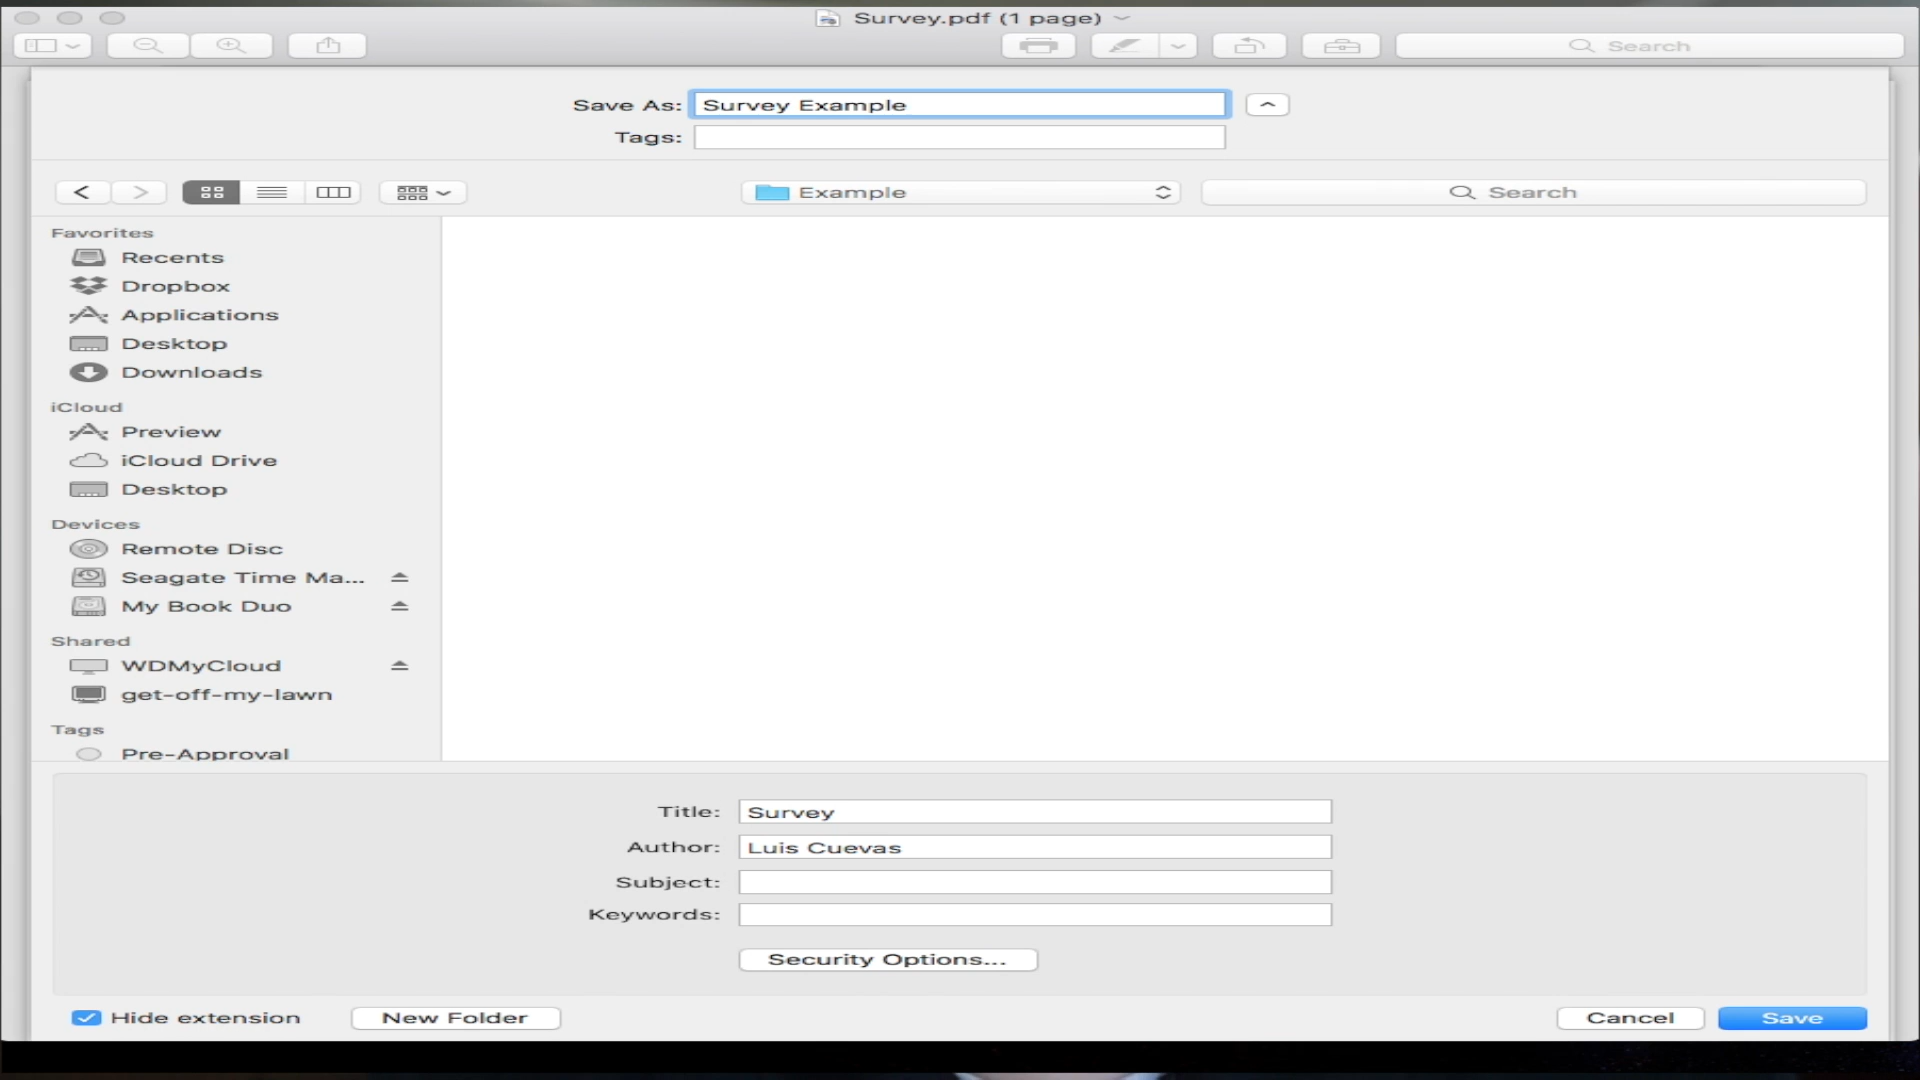 Survey.pdf (1 page)
Search
Save As: Survey Example
Tags:
Example
Search
Favorites
Recents
Dropbox
Applications
Desktop
Downloads
iCloud
Preview
iCloud Drive
Desktop
Devices
Remote Disc
Seagate Time Ma...
My Book Duo
Shared
WDMyCloud
get-off-my-lawn
Tags
Pre-Approval
Title: Survey
Author: Luis Cuevas
Subject:
Keywords:
Security Options...
Hide extension
New Folder
Cancel
Save